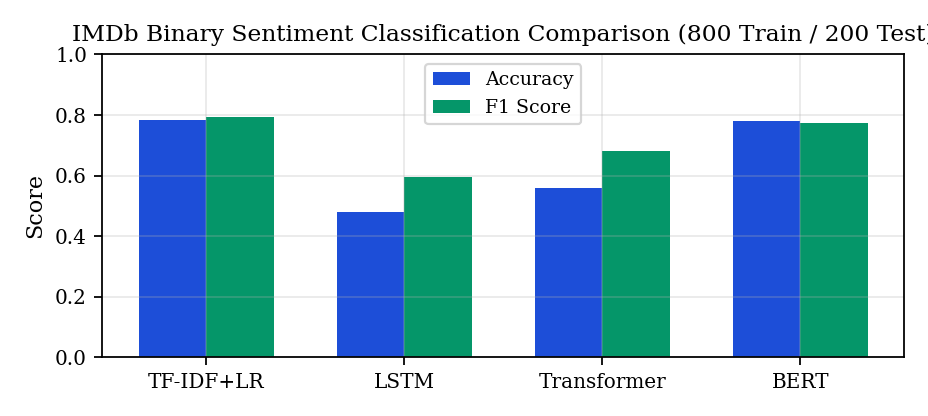 IMDb Binary Sentiment Classification Comparison (800 Train / 200 Test)
1.0
0.8
0.6
0.4
0.2
0.0
Score
Accuracy
F1 Score
TF-IDF+LR LSTM Transformer BERT